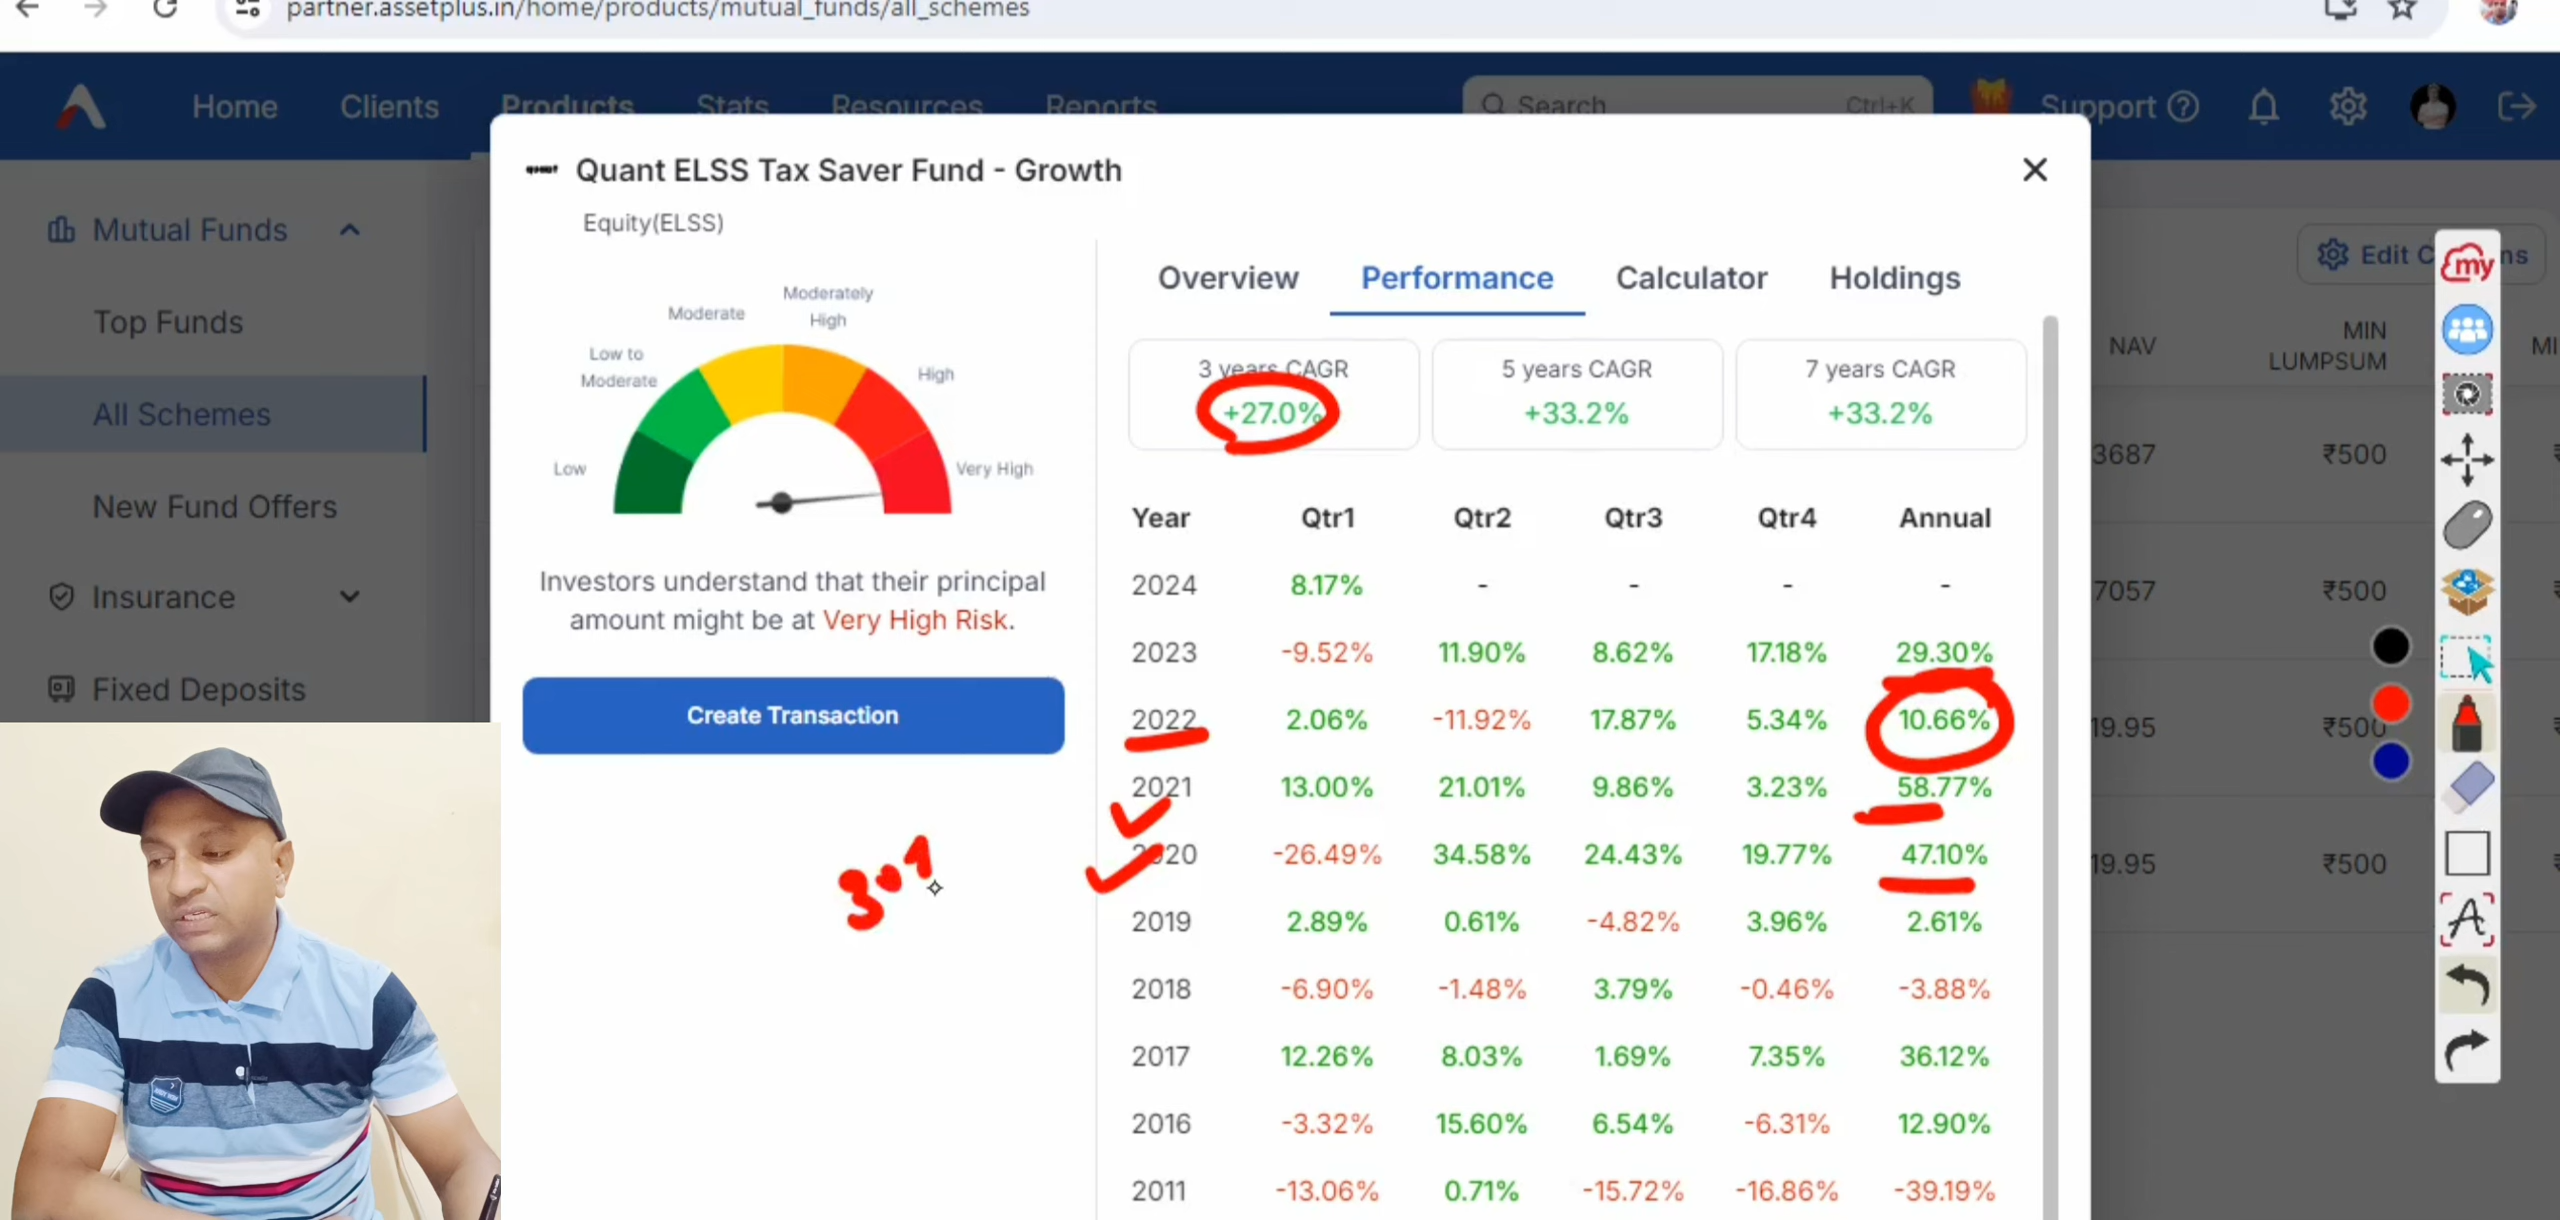 partner.assetplus.in/home/products/mutual_funds/all_schemes
Home Clients Products Stats Resources Reports Search Ctrl+K Support
Quant ELSS Tax Saver Fund - Growth
Equity(ELSS)
Mutual Funds
Top Funds
All Schemes
New Fund Offers
Insurance
Fixed Deposits
Low
Low to
Moderate
Moderate
Moderately
High
High
Very High
Investors understand that their principal
amount might be at Very High Risk.
Create Transaction
3.1
Overview Performance Calculator Holdings
3 years CAGR 5 years CAGR 7 years CAGR
+27.0% +33.2% +33.2%
Year Qtr1 Qtr2 Qtr3 Qtr4 Annual
2024 8.17% - - - -
2023 -9.52% 11.90% 8.62% 17.18% 29.30%
2022 2.06% -11.92% 17.87% 5.34% 10.66%
2021 13.00% 21.01% 9.86% 3.23% 58.77%
2020 -26.49% 34.58% 24.43% 19.77% 47.10%
2019 2.89% 0.61% -4.82% 3.96% 2.61%
2018 -6.90% -1.48% 3.79% -0.46% -3.88%
2017 12.26% 8.03% 1.69% 7.35% 36.12%
2016 -3.32% 15.60% 6.54% -6.31% 12.90%
2011 -13.06% 0.71% -15.72% -16.86% -39.19%
Edit
NAV MIN
LUMPSUM
3687 ₹500
7057 ₹500
19.95 ₹500
19.95 ₹500
my
A